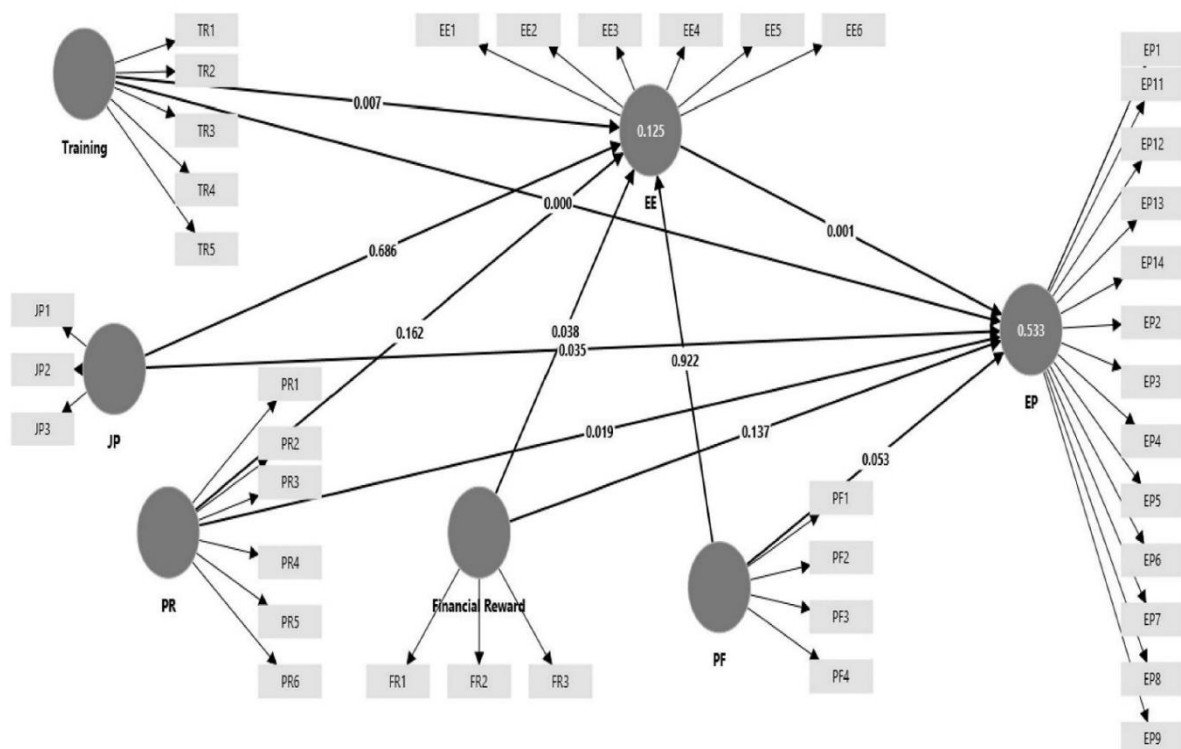 TR1
TR2
TR3
TR4
TR5
Training
0.007
EE1
EE2
EE3
EE4
EE5
EE6
0.125
EE
0.000
0.001
0.686
0.162
JP1
JP2
JP3
JP
0.038
0.035
0.922
PR1
PR2
PR3
PR4
PR5
PR6
PR
0.019
0.137
0.053
Financial Reward
FR1
FR2
FR3
PF1
PF2
PF3
PF4
PF
0.533
EP
EP1
EP11
EP12
EP13
EP14
EP2
EP3
EP4
EP5
EP6
EP7
EP8
EP9